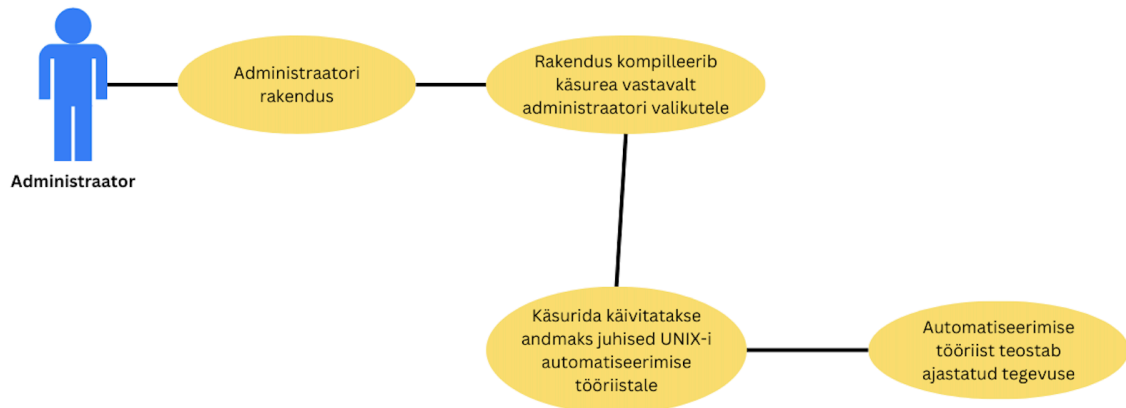 Administraator
Administraatori
rakendus
Rakendus kompilleerib
käsurea vastavalt
administraatori valikutele
Käsurida käivitatakse
andmaks juhised UNIX-i
automatiseerimise
tööriistale
Automatiseerimise
tööriist teostab
ajastatud tegevuse